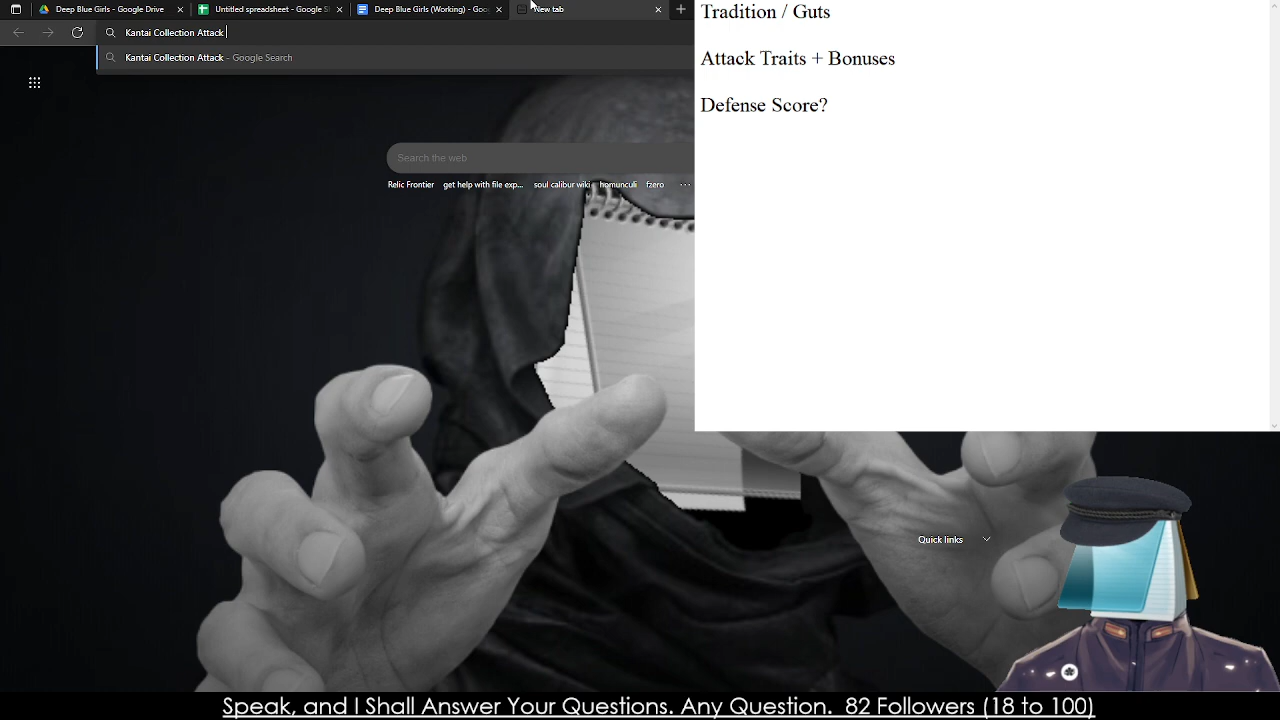 Deep Blue Girls - Google Drive
Untitled spreadsheet - Google S
Deep Blue Girls (Working) - Go
New tab
Kantai Collection Attack
Kantai Collection Attack - Google Search
Search the web
Relic Frontier
get help with file exp...
soul calibur wiki
homunculi
fzero
Tradition / Guts
Attack Traits + Bonuses
Defense Score?
Quick links
Speak, and I Shall Answer Your Questions. Any Question. 82 Followers (18 to 100)